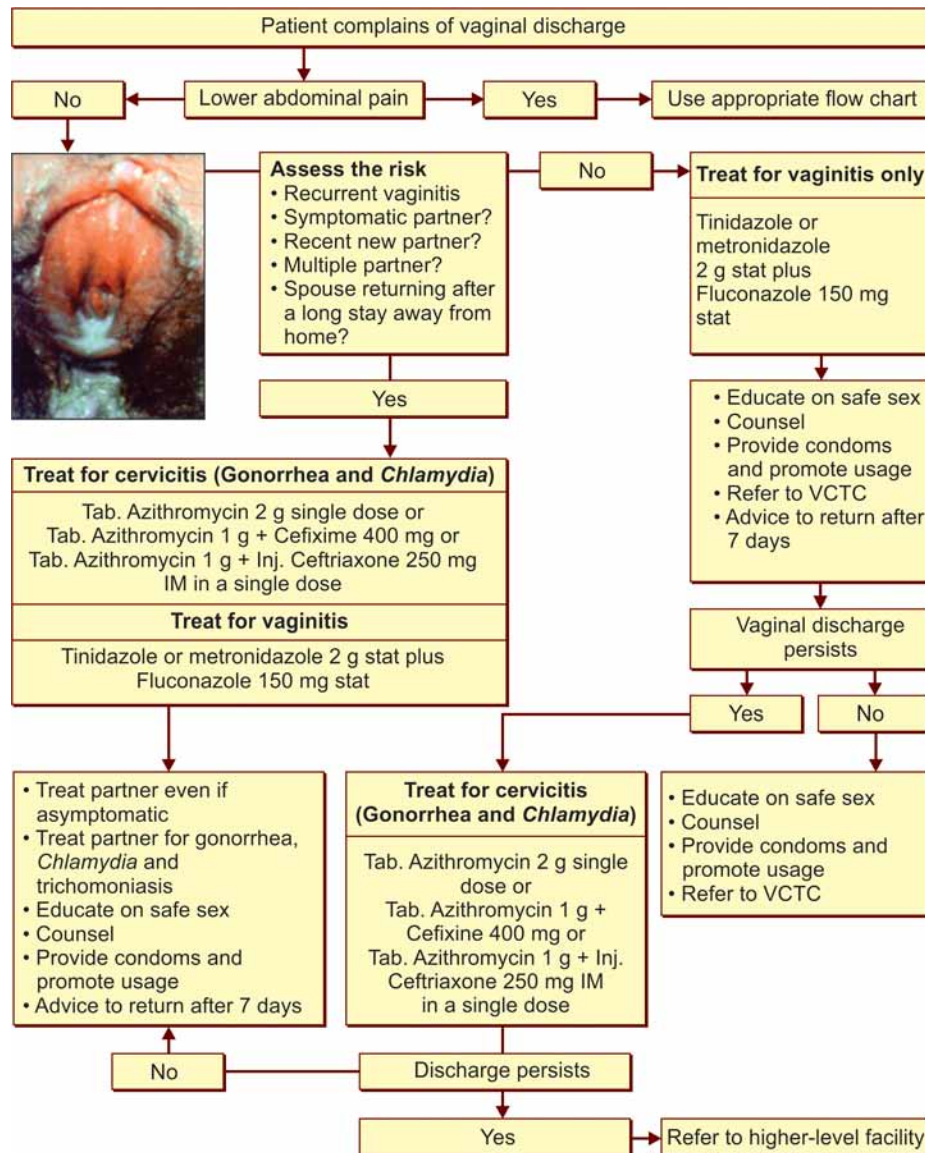 Patient complains of vaginal discharge
No
Lower abdominal pain
Yes
Use appropriate flow chart
Assess the risk
• Recurrent vaginitis
• Symptomatic partner?
• Recent new partner?
• Multiple partner?
• Spouse returning after
a long stay away from
home?
No
Treat for vaginitis only
Tinidazole or
metronidazole
2 g stat plus
Fluconazole 150 mg
stat
Yes
• Educate on safe sex
• Counsel
• Provide condoms
and promote usage
• Refer to VCTC
• Advice to return after
7 days
Treat for cervicitis (Gonorrhea and Chlamydia)
Tab. Azithromycin 2 g single dose or
Tab. Azithromycin 1 g + Cefixime 400 mg or
Tab. Azithromycin 1 g + Inj. Ceftriaxone 250 mg
IM in a single dose
Treat for vaginitis
Tinidazole or metronidazole 2 g stat plus
Fluconazole 150 mg stat
Vaginal discharge
persists
Yes
No
• Treat partner even if
asymptomatic
• Treat partner for gonorrhea,
Chlamydia and
trichomoniasis
• Educate on safe sex
• Counsel
• Provide condoms and
promote usage
• Advice to return after 7 days
Treat for cervicitis
(Gonorrhea and Chlamydia)
Tab. Azithromycin 2 g single
dose or
Tab. Azithromycin 1 g +
Cefixine 400 mg or
Tab. Azithromycin 1 g + Inj.
Ceftriaxone 250 mg IM
in a single dose
• Educate on safe sex
• Counsel
• Provide condoms and
promote usage
• Refer to VCTC
No
Discharge persists
Yes
Refer to higher-level facility